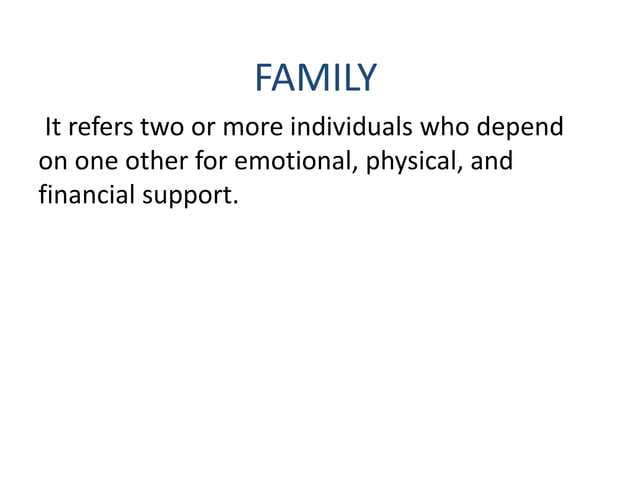 FAMILY
It refers two or more individuals who depend
on one other for emotional, physical, and
financial support.